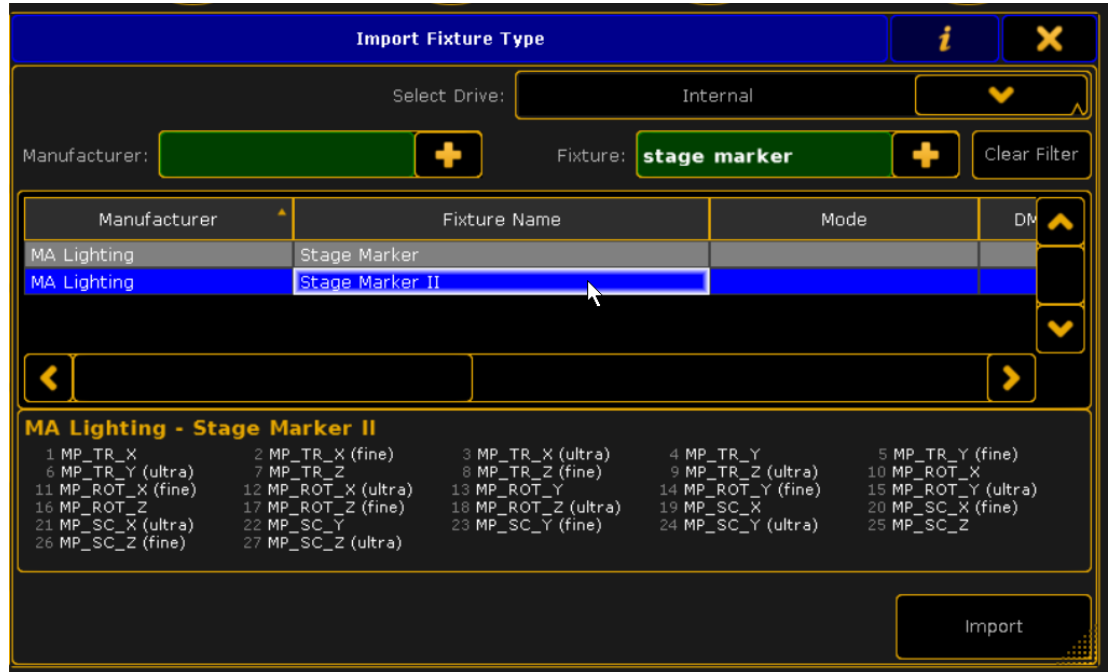 Import Fixture Type
Select Drive: Internal
Manufacturer: Fixture: stage marker Clear Filter
Manufacturer Fixture Name Mode DM
MA Lighting Stage Marker
MA Lighting Stage Marker II
MA Lighting - Stage Marker II
1 MP_TR_X 2 MP_TR_X (fine) 3 MP_TR_X (ultra) 4 MP_TR_Y 5 MP_TR_Y (fine)
6 MP_TR_Y (ultra) 7 MP_TR_Z 8 MP_TR_Z (fine) 9 MP_TR_Z (ultra) 10 MP_ROT_X
11 MP_ROT_X (fine) 12 MP_ROT_X (ultra) 13 MP_ROT_Y 14 MP_ROT_Y (fine) 15 MP_ROT_Y (ultra)
16 MP_ROT_Z 17 MP_ROT_Z (fine) 18 MP_ROT_Z (ultra) 19 MP_SC_X 20 MP_SC_X (fine)
21 MP_SC_X (ultra) 22 MP_SC_Y 23 MP_SC_Y (fine) 24 MP_SC_Y (ultra) 25 MP_SC_Z
26 MP_SC_Z (fine) 27 MP_SC_Z (ultra)
Import